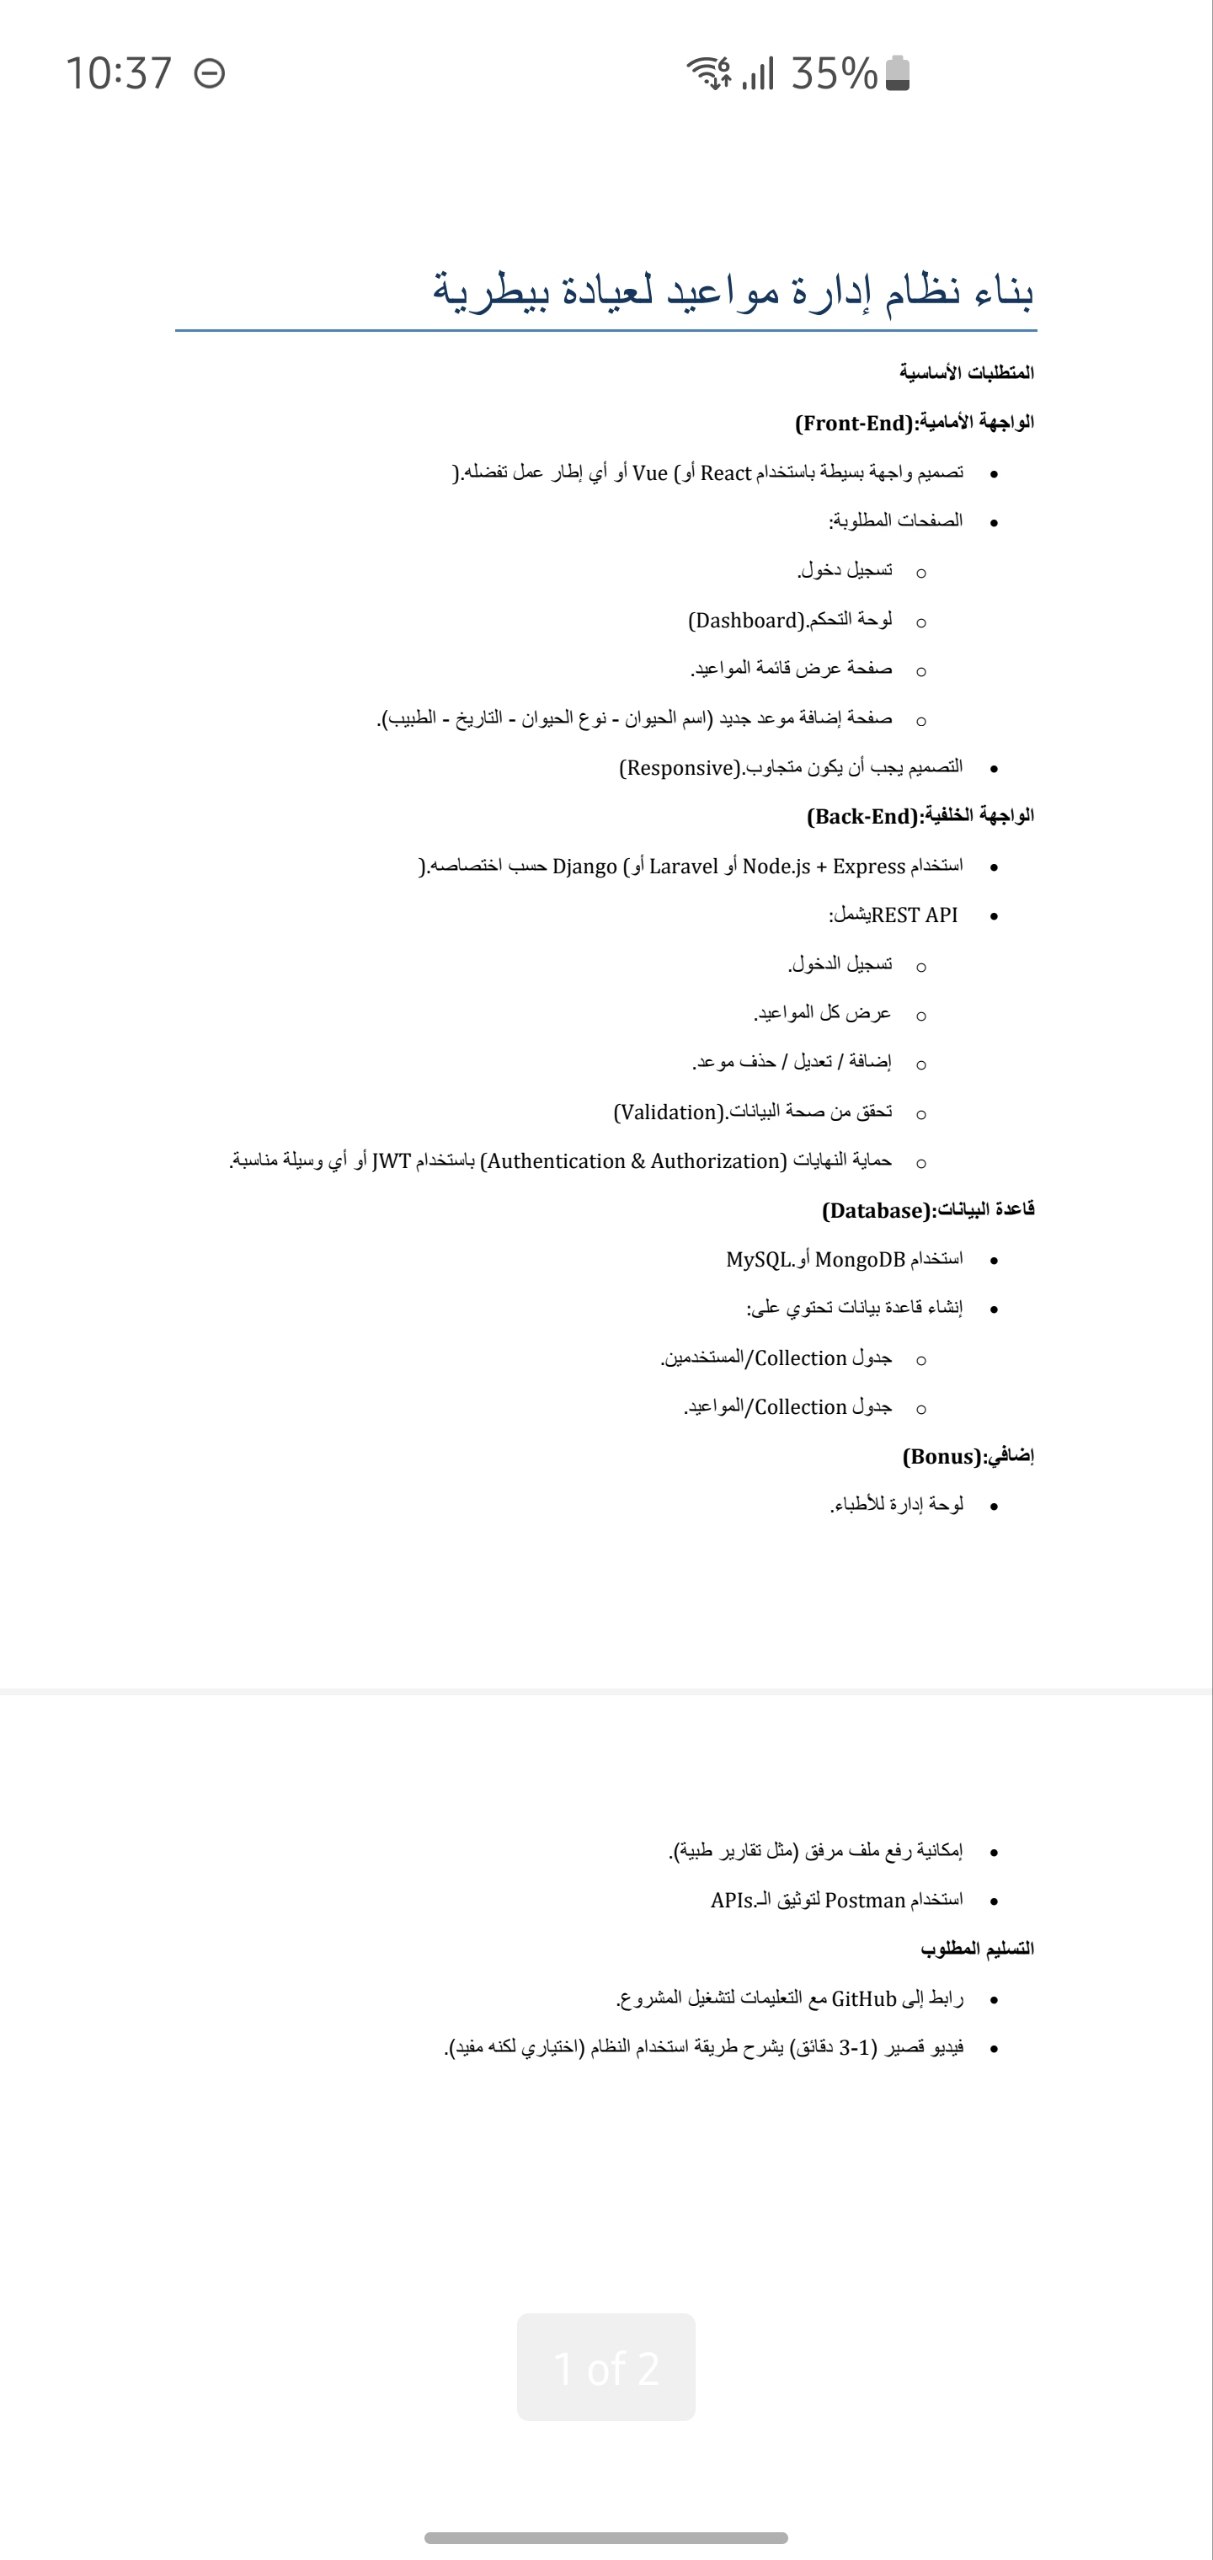 10:37
35%
بناء نظام إدارة مواعيد لعيادة بيطرية
المتطلبات الأساسية
الواجهة الأمامية:(Front-End)
• تصميم واجهة بسيطة باستخدام React أو) Vue أو أي إطار عمل تفضله.(
• الصفحات المطلوبة:
o تسجيل دخول.
o لوحة التحكم.(Dashboard)
o صفحة عرض قائمة المواعيد.
o صفحة إضافة موعد جديد (اسم الحيوان - نوع الحيوان - التاريخ - الطبيب).
• التصميم يجب أن يكون متجاوب.(Responsive)
الواجهة الخلفية:(Back-End)
• استخدام Node.js + Express أو Laravel أو) Django حسب اختصاصه.(
• REST APIيشمل:
o تسجيل الدخول.
o عرض كل المواعيد.
o إضافة / تعديل / حذف موعد.
o تحقق من صحة البيانات.(Validation)
o حماية النهايات (Authentication & Authorization) باستخدام JWT أو أي وسيلة مناسبة.
قاعدة البيانات:(Database)
• استخدام MongoDB أو.MySQL
• إنشاء قاعدة بيانات تحتوي على:
o جدول Collection/المستخدمين.
o جدول Collection/المواعيد.
إضافي:(Bonus)
• لوحة إدارة للأطباء.
• إمكانية رفع ملف مرفق (مثل تقارير طبية).
• استخدام Postman لتوثيق الـ.APIs
التسليم المطلوب
• رابط إلى GitHub مع التعليمات لتشغيل المشروع.
• فيديو قصير (1-3 دقائق) يشرح طريقة استخدام النظام (اختياري لكنه مفيد).
1 of 2